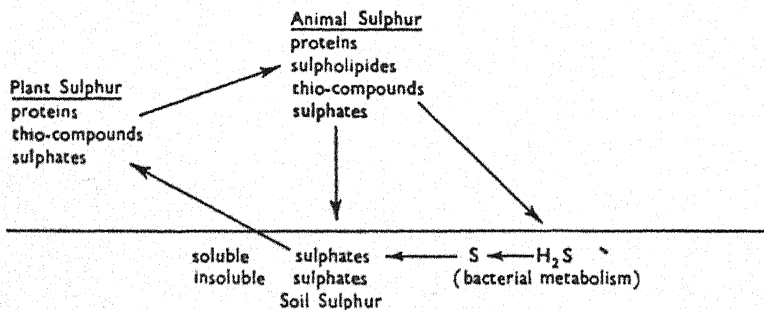 Animal Sulphur
proteins
sulpholipides
thio-compounds
sulphates
Plant Sulphur
proteins
thio-compounds
sulphates
soluble sulphates S H₂S
insoluble sulphates (bacterial metabolism)
Soil Sulphur